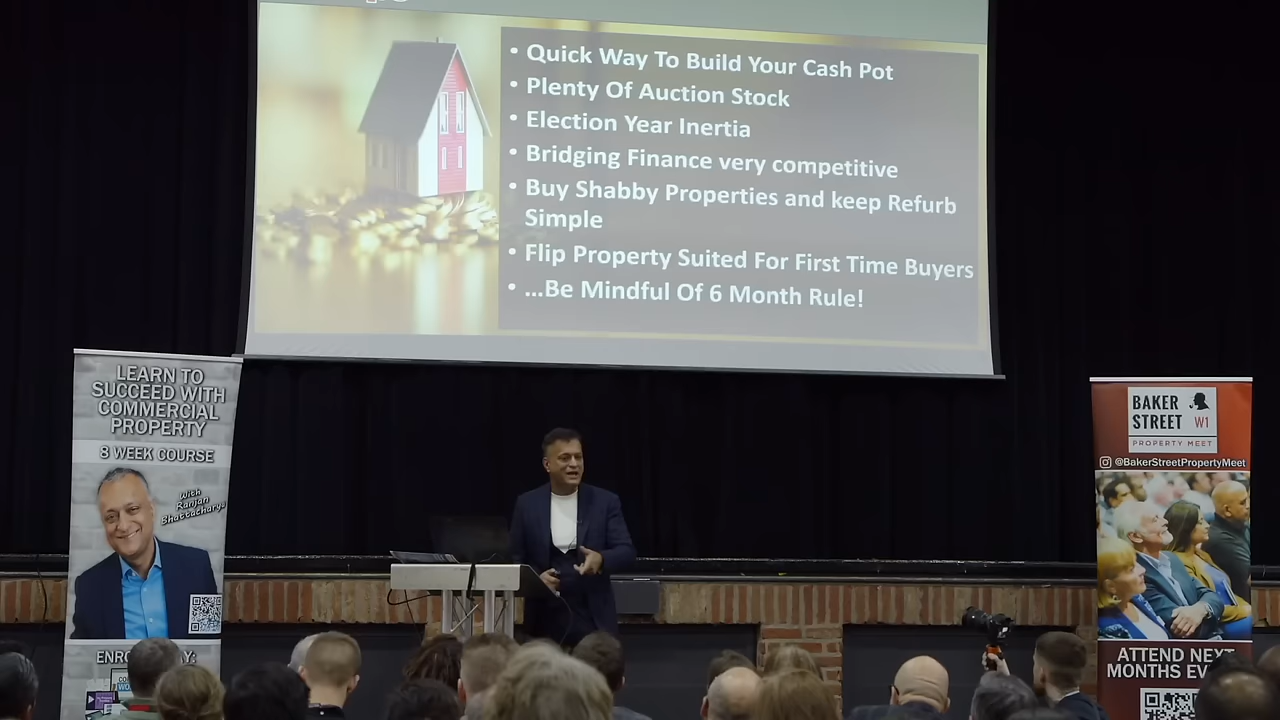 • Quick Way To Build Your Cash Pot
• Plenty Of Auction Stock
• Election Year Inertia
• Bridging Finance very competitive
• Buy Shabby Properties and keep Refurb
Simple
• Flip Property Suited For First Time Buyers
• ...Be Mindful Of 6 Month Rule!
LEARN TO
SUCCEED WITH
COMMERCIAL
PROPERTY
8 WEEK COURSE
With
Ranjan
Bhattacharya
BAKER
STREET W1
PROPERTY MEET
@BakerStreetPropertyMeet
ATTEND NEXT
MONTHS